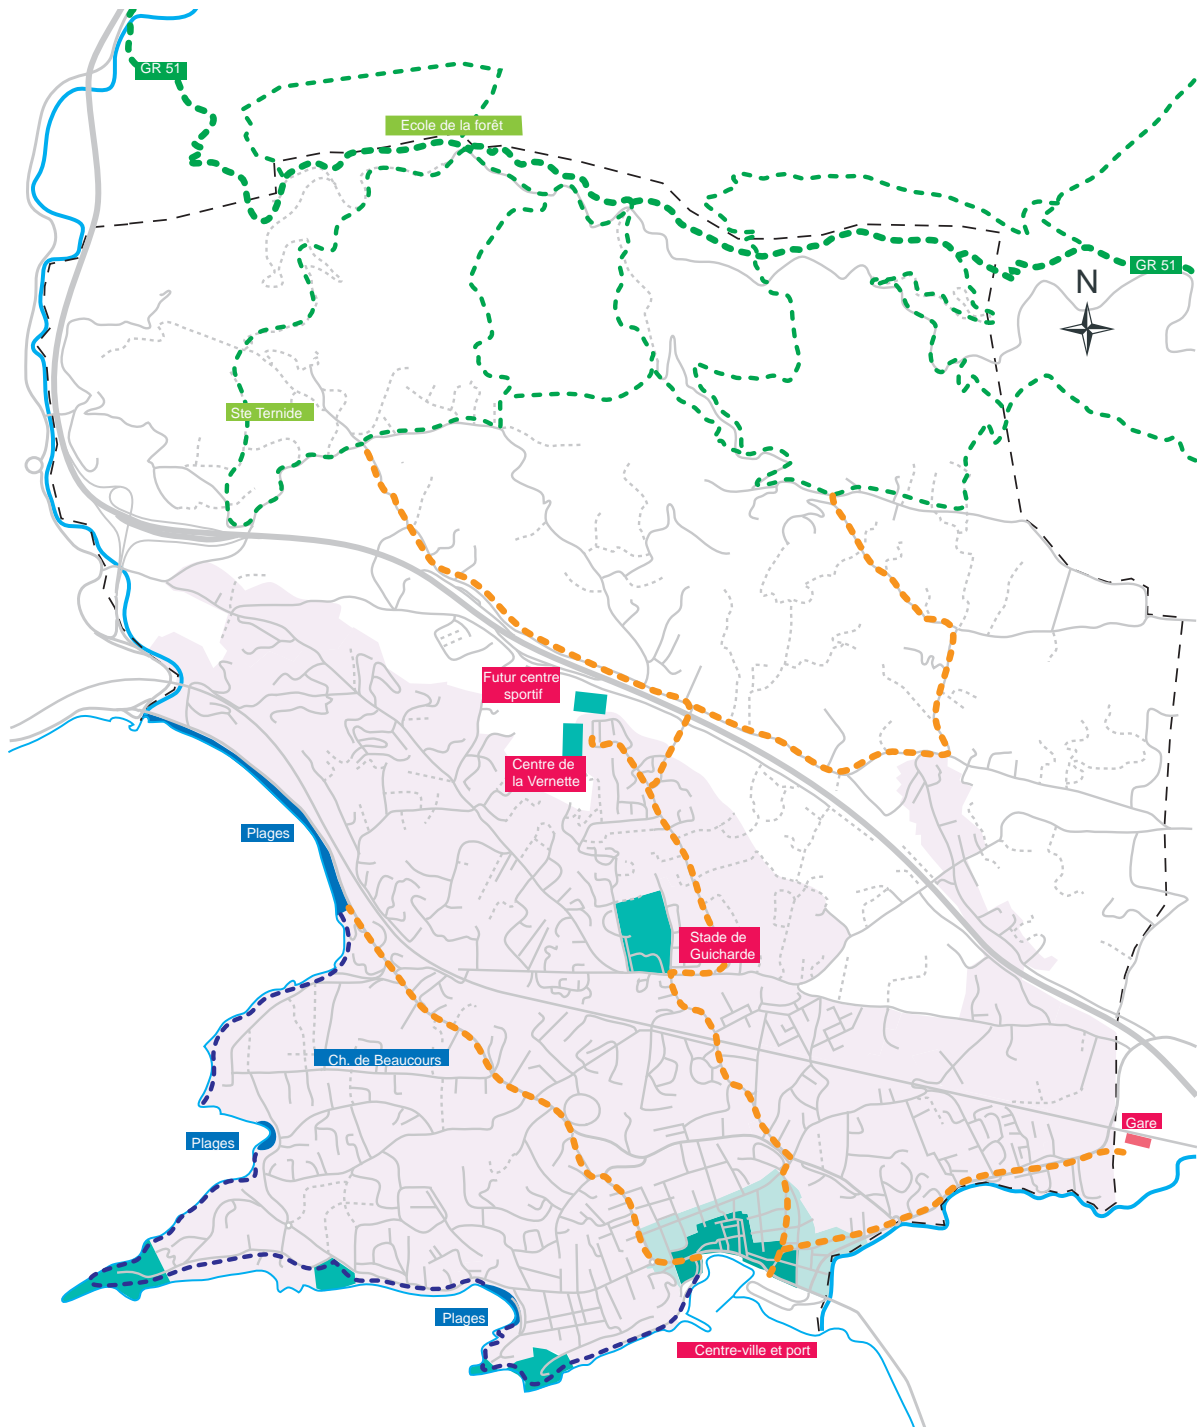 GR 51
Ecole de la forêt
GR 51
N
Ste Ternide
Futur centre
sportif
Centre de
la Vernette
Plages
Stade de
Guicharde
Ch. de Beaucours
Gare
Plages
Plages
Centre-ville et port